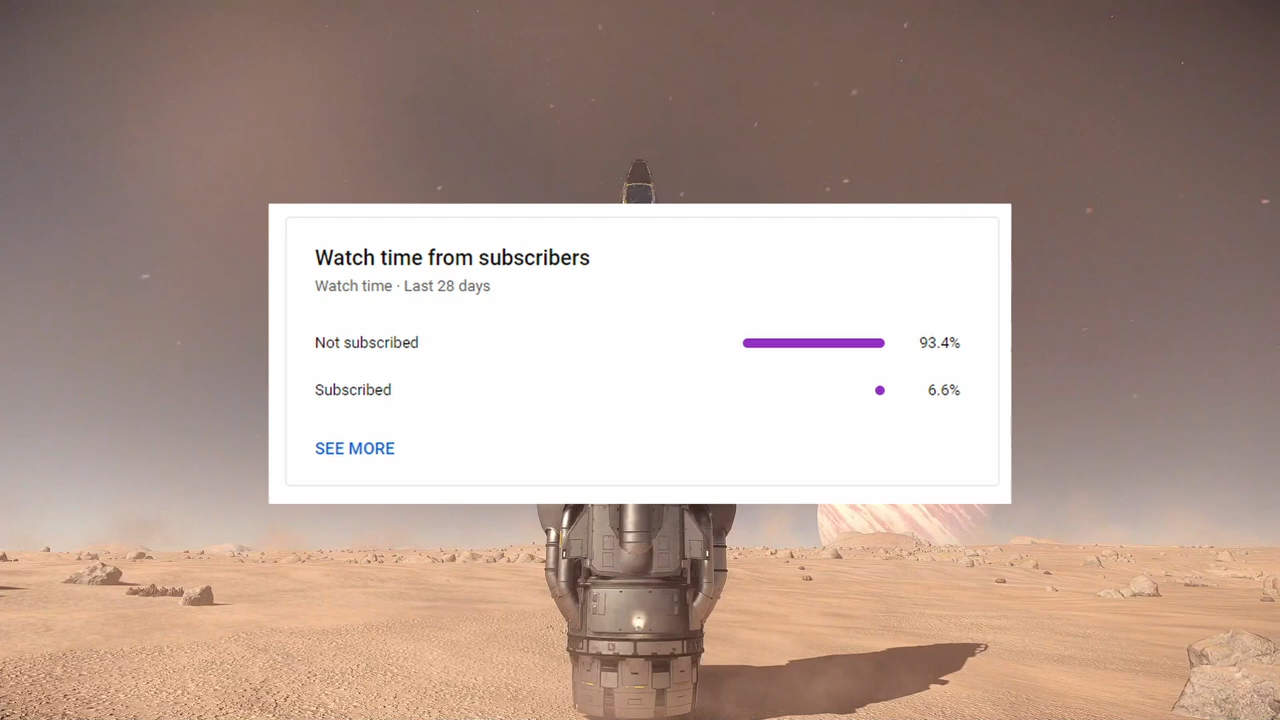 Watch time from subscribers
Watch time · Last 28 days
Not subscribed 93.4%
Subscribed 6.6%
SEE MORE